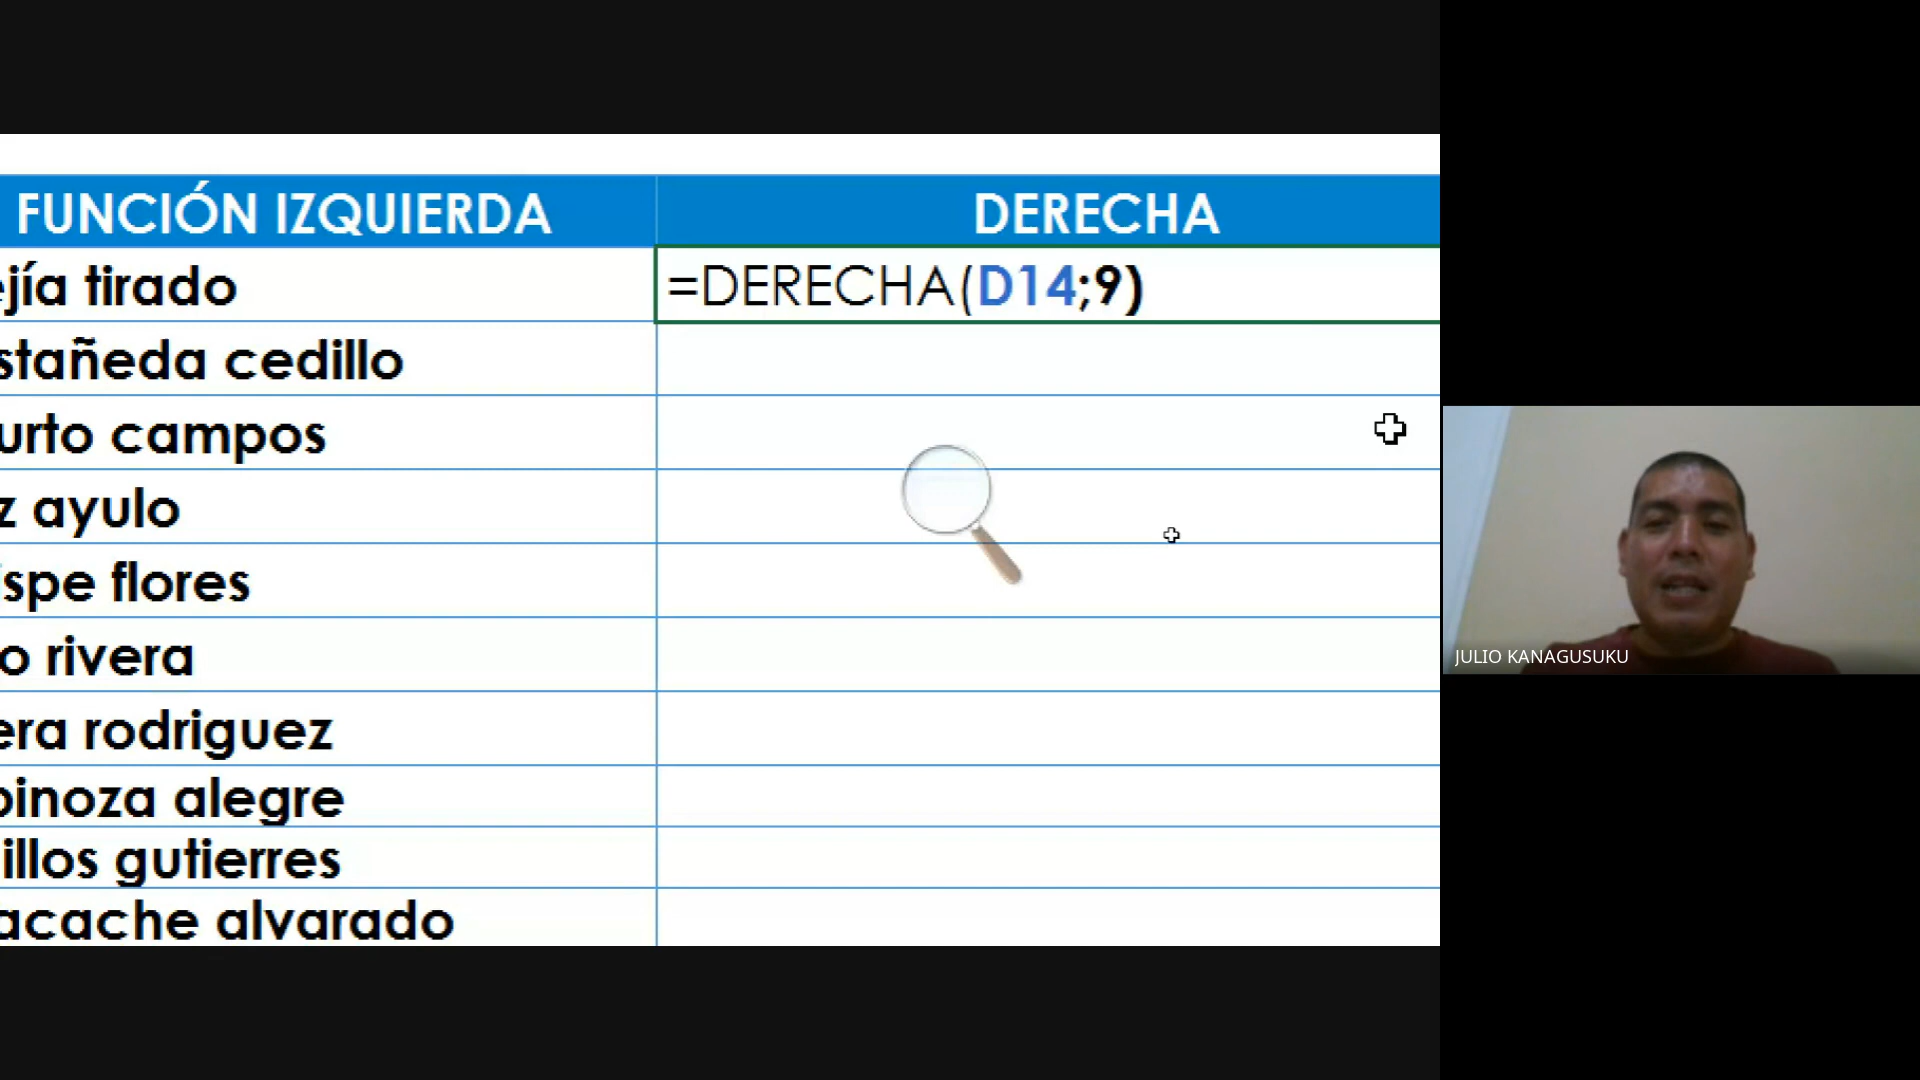 FUNCIÓN IZQUIERDA DERECHA
ejía tirado =DERECHA(D14;9)
stañeda cedillo
urto campos
z ayulo
ispe flores
o rivera
era rodriguez
pinoza alegre
illos gutierres
acache alvarado
JULIO KANAGUSUKU